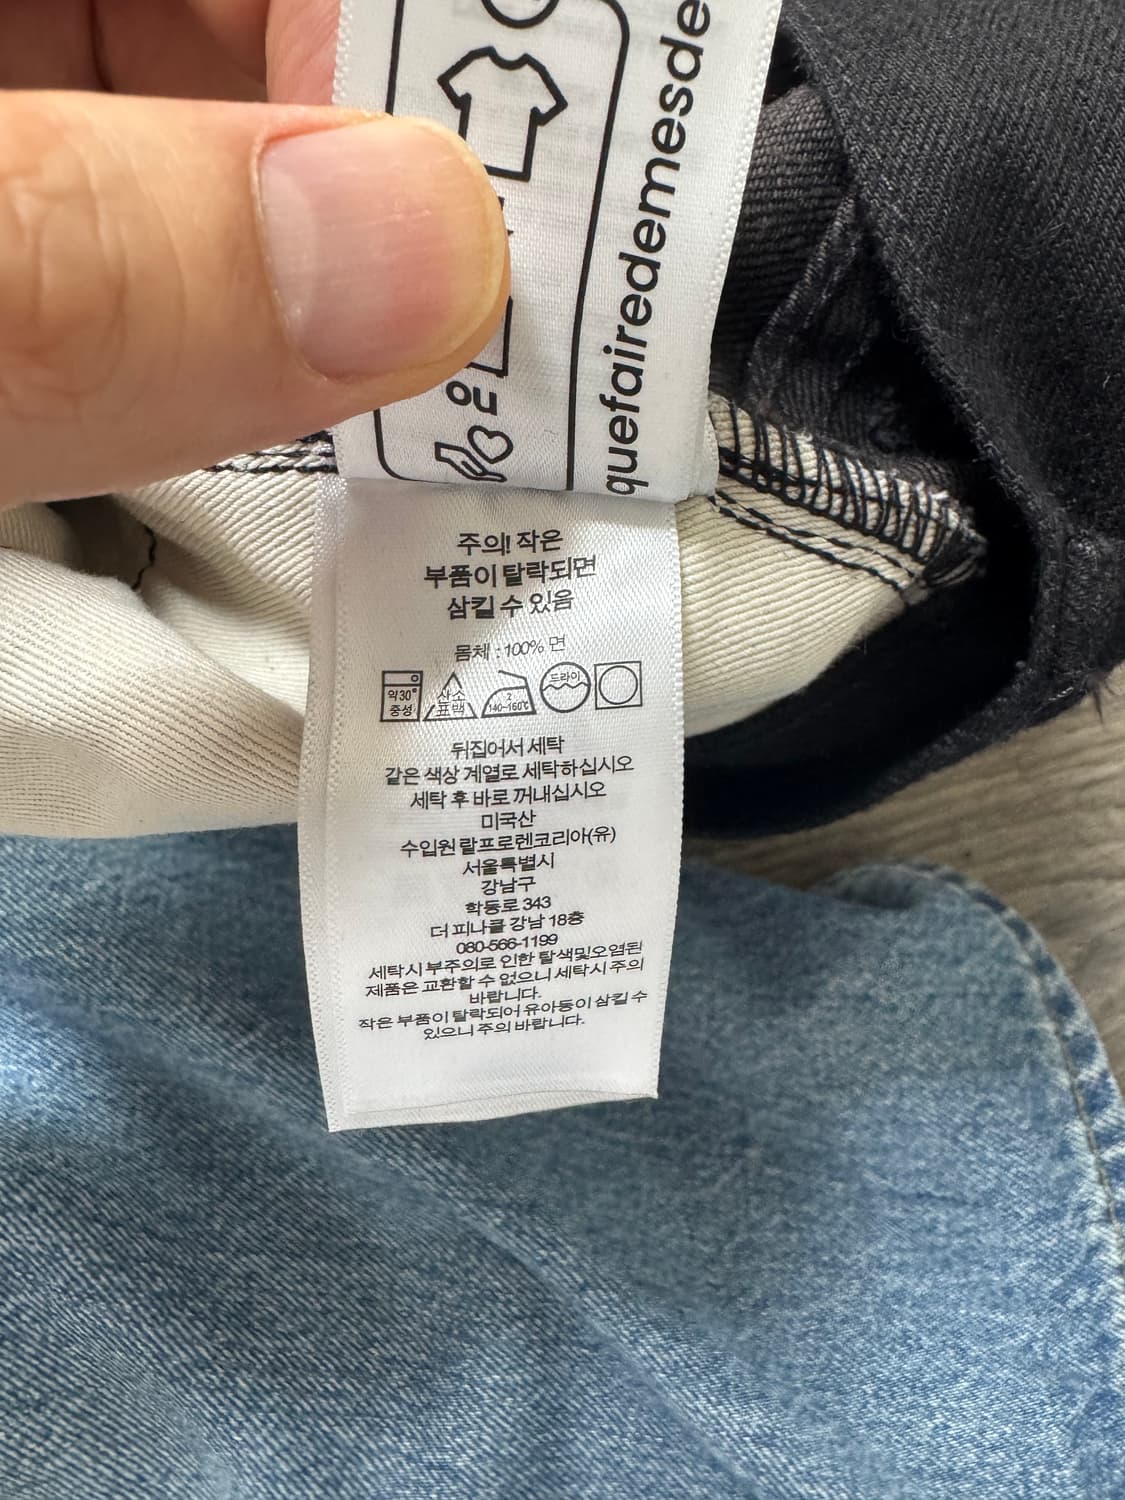 quefairedemesde
OU
주의! 작은
부품이 탈락되면
삼킬 수 있음
몸체 : 100% 면
약30°
중성
산소
표백
2
140~160℃
드라이
뒤집어서 세탁
같은 색상 계열로 세탁하십시오
세탁 후 바로 꺼내십시오
미국산
수입원 랄프로렌코리아(유)
서울특별시
강남구
학동로 343
더 피나클 강남 18층
080-566-1199
세탁시 부주의로 인한 탈색및오염된
제품은 교환할 수 없으니 세탁시 주의
바랍니다.
작은 부품이 탈락되어 유아동이 삼킬 수
있으니 주의 바랍니다.